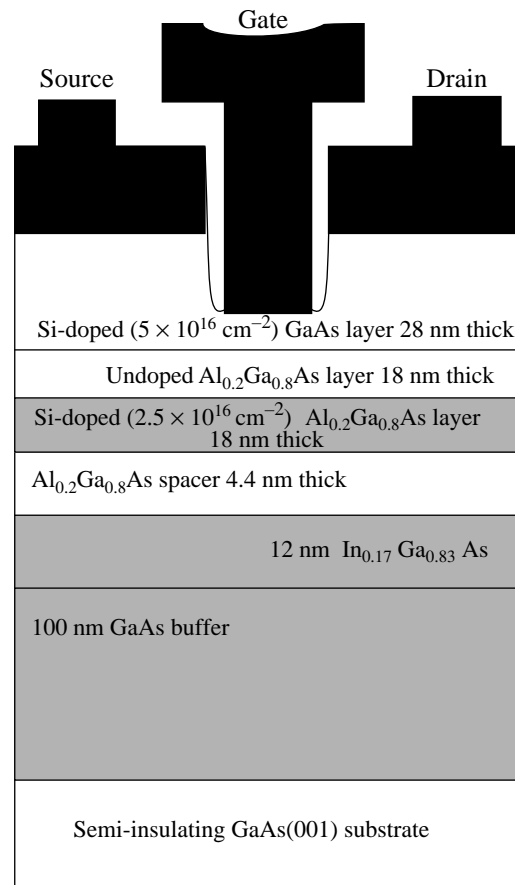 Gate
Source
Drain
Si-doped (5 × 10¹⁶ cm⁻²) GaAs layer 28 nm thick
Undoped Al₀.₂Ga₀.₈As layer 18 nm thick
Si-doped (2.5 × 10¹⁶ cm⁻²) Al₀.₂Ga₀.₈As layer
18 nm thick
Al₀.₂Ga₀.₈As spacer 4.4 nm thick
12 nm In₀.₁₇ Ga₀.₈₃ As
100 nm GaAs buffer
Semi-insulating GaAs(001) substrate